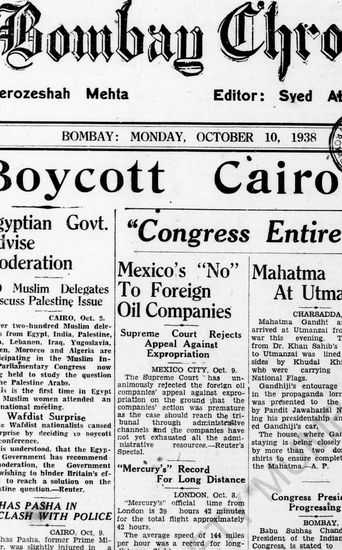 Bombay Chro
erozeshah Mehta Editor: Syed A
BOMBAY: MONDAY, OCTOBER 10, 1938
Boycott Cairo
gyptian Govt.
dvise
oderation
Muslim Delegates
scuss Palesting Issue
CAIRO, Oct. 9.
er two-hundred Muslim dele-
from Egypt, India, Palestine,
Lebanon, Iraq, Yugoslavia,
en, Morocco and Algeria are
icipating in the Muslim In-
Parliamentary Congress now
ng held to study the question
he Palestine Arabs.
is is the first time in Egypt
Muslim women attended an
national meeting.
Wafdist Surprise
Wafdist nationalists caused
rprise by deciding to boycott
onference.
is understood, that the Egyp-
Government has recommend-
oderation, the Government
wishing to hinder Britain's ef-
to reach a solution on the
entire question.—Reuter.
HAS PASHA IN
CLASH WITH POLICE
CAIRO, Oct. 9.
has Pasha, former Prime Mi-
was slightly injured in
"Congress Entire
Mexico's "No"
To Foreign
Oil Companies
Supreme Court Rejects
Appeal Against
Expropriation
MEXICO CITY, Oct. 9.
The Supreme Court has un-
animously rejected the foreign oil
companies' appeal against expro-
priation on the ground that the
companies' action was premature
as the case should reach the tri-
bunal through administrative
channels and the companies have
not yet exhausted all the admi-
nistrative resources.—Reuter's
Special.
"Mercury's" Record
For Long Distance
LONDON, Oct. 8.
"Mercury's" official time from
London is 39 hours 42 minutes
for the total flight approximately
42 hours.
The average speed of 144 miles
per hour was a record for long-
Mahatma
At Utma
CHARSADDA,
Mahatma Gandhi a
arrived at Utmanzai fro
war this evening. T
from Dr. Khan Sahib's
to Utmanzai was lined
sides by Khudai Khi
who were carrying
National Flags.
Gandhiji's entourage
in the propaganda lorr
was presented to the
by Pandit Jawaharlal N
ing his presidentship an
to Gandhiji's camp.
The house, where Gar
staying is being closely
by more than two doz
shirts to ensure complet
the Mahatma—A. P.
Congress Presi
Progressing
BOMBAY,
Babu Subhas Chand
President of the Indian
Congress is stated to